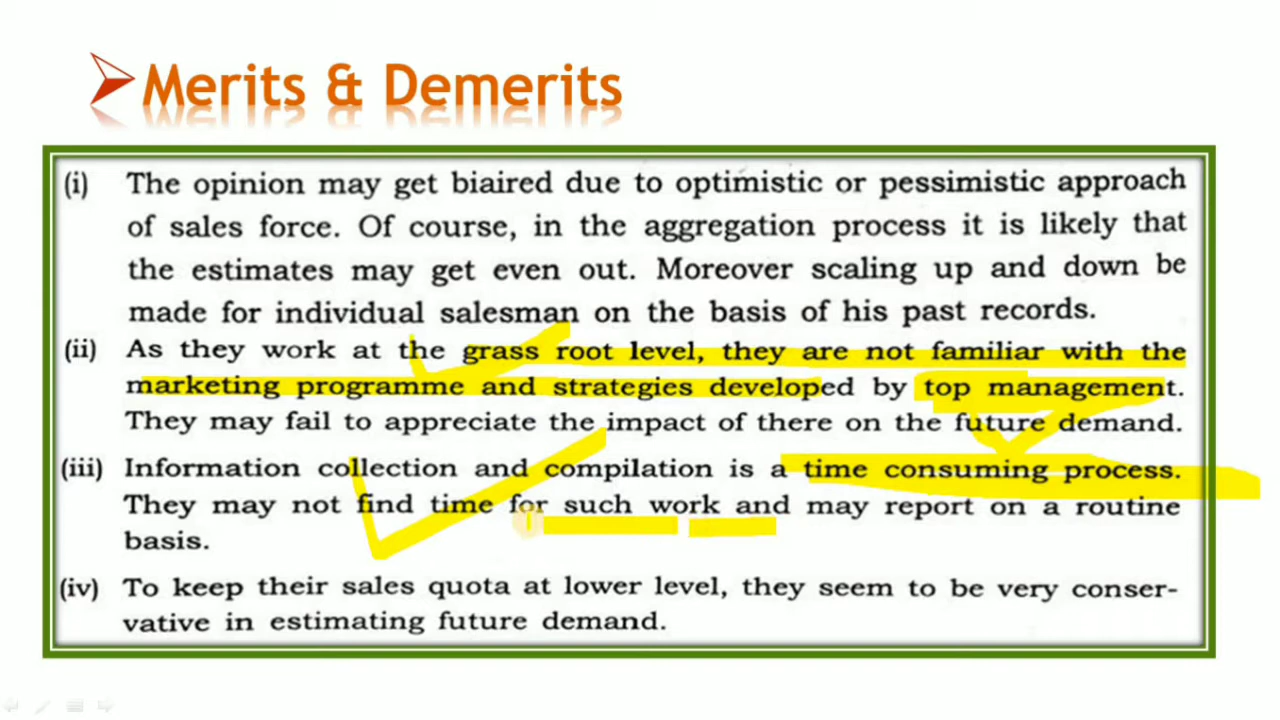 Merits & Demerits
(i) The opinion may get biaired due to optimistic or pessimistic approach
of sales force. Of course, in the aggregation process it is likely that
the estimates may get even out. Moreover scaling up and down be
made for individual salesman on the basis of his past records.
(ii) As they work at the grass root level, they are not familiar with the
marketing programme and strategies developed by top management.
They may fail to appreciate the impact of there on the future demand.
(iii) Information collection and compilation is a time consuming process.
They may not find time for such work and may report on a routine
basis.
(iv) To keep their sales quota at lower level, they seem to be very conser-
vative in estimating future demand.